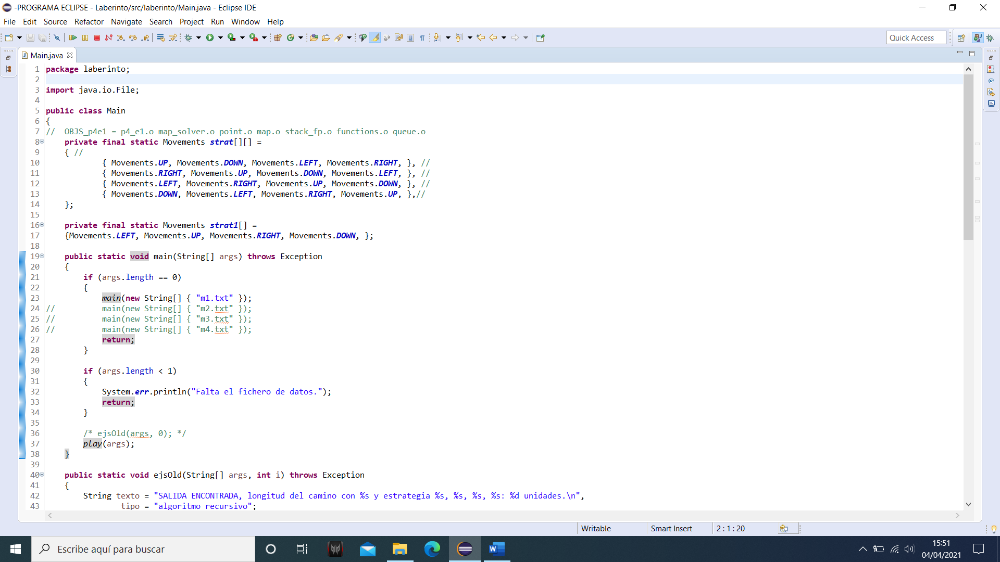 -PROGRAMA ECLIPSE - Laberinto/src/laberinto/Main.java - Eclipse IDE
File Edit Source Refactor Navigate Search Project Run Window Help
Quick Access
Main.java
1 package laberinto;
2
3 import java.io.File;
4
5 public class Main
6 {
7 // OBJS_p4e1 = p4_e1.o map_solver.o point.o map.o stack_fp.o functions.o queue.o
8 private final static Movements strat[][] =
9 { //
10 { Movements.UP, Movements.DOWN, Movements.LEFT, Movements.RIGHT, }, //
11 { Movements.RIGHT, Movements.UP, Movements.DOWN, Movements.LEFT, }, //
12 { Movements.LEFT, Movements.RIGHT, Movements.UP, Movements.DOWN, }, //
13 { Movements.DOWN, Movements.LEFT, Movements.RIGHT, Movements.UP, },//
14 };
15
16 private final static Movements strat1[] =
17 {Movements.LEFT, Movements.UP, Movements.RIGHT, Movements.DOWN, };
18
19 public static void main(String[] args) throws Exception
20 {
21 if (args.length == 0)
22 {
23 main(new String[] { "m1.txt" });
24 // main(new String[] { "m2.txt" });
25 // main(new String[] { "m3.txt" });
26 // main(new String[] { "m4.txt" });
27 return;
28 }
29
30 if (args.length < 1)
31 {
32 System.err.println("Falta el fichero de datos.");
33 return;
34 }
35
36 /* ejsOld(args, 0); */
37 play(args);
38 }
39
40 public static void ejsOld(String[] args, int i) throws Exception
41 {
42 String texto = "SALIDA ENCONTRADA, longitud del camino con %s y estrategia %s, %s, %s, %s: %d unidades.\n",
43 tipo = "algoritmo recursivo";
Writable Smart Insert 2 : 1 : 20
Escribe aquí para buscar
15:51
04/04/2021